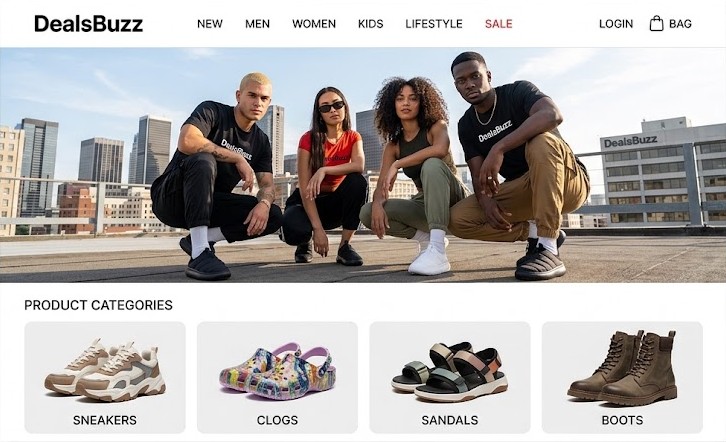 DealsBuzz NEW MEN WOMEN KIDS LIFESTYLE SALE LOGIN BAG
DealsBuzz
DealsBuzz
DealsBuzz
PRODUCT CATEGORIES
SNEAKERS CLOGS SANDALS BOOTS